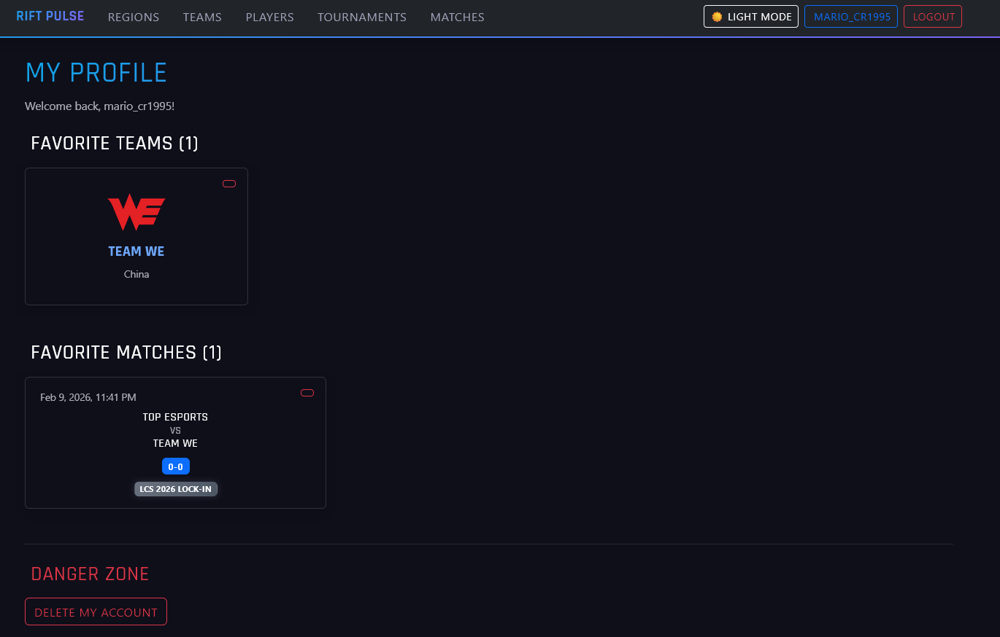 RIFT PULSE REGIONS TEAMS PLAYERS TOURNAMENTS MATCHES LIGHT MODE MARIO_CR1995 LOGOUT
MY PROFILE
Welcome back, mario_cr1995!
FAVORITE TEAMS (1)
WE
TEAM WE
China
FAVORITE MATCHES (1)
Feb 9, 2026, 11:41 PM
TOP ESPORTS
VS
TEAM WE
0-0
LCS 2026 LOCK-IN
DANGER ZONE
DELETE MY ACCOUNT